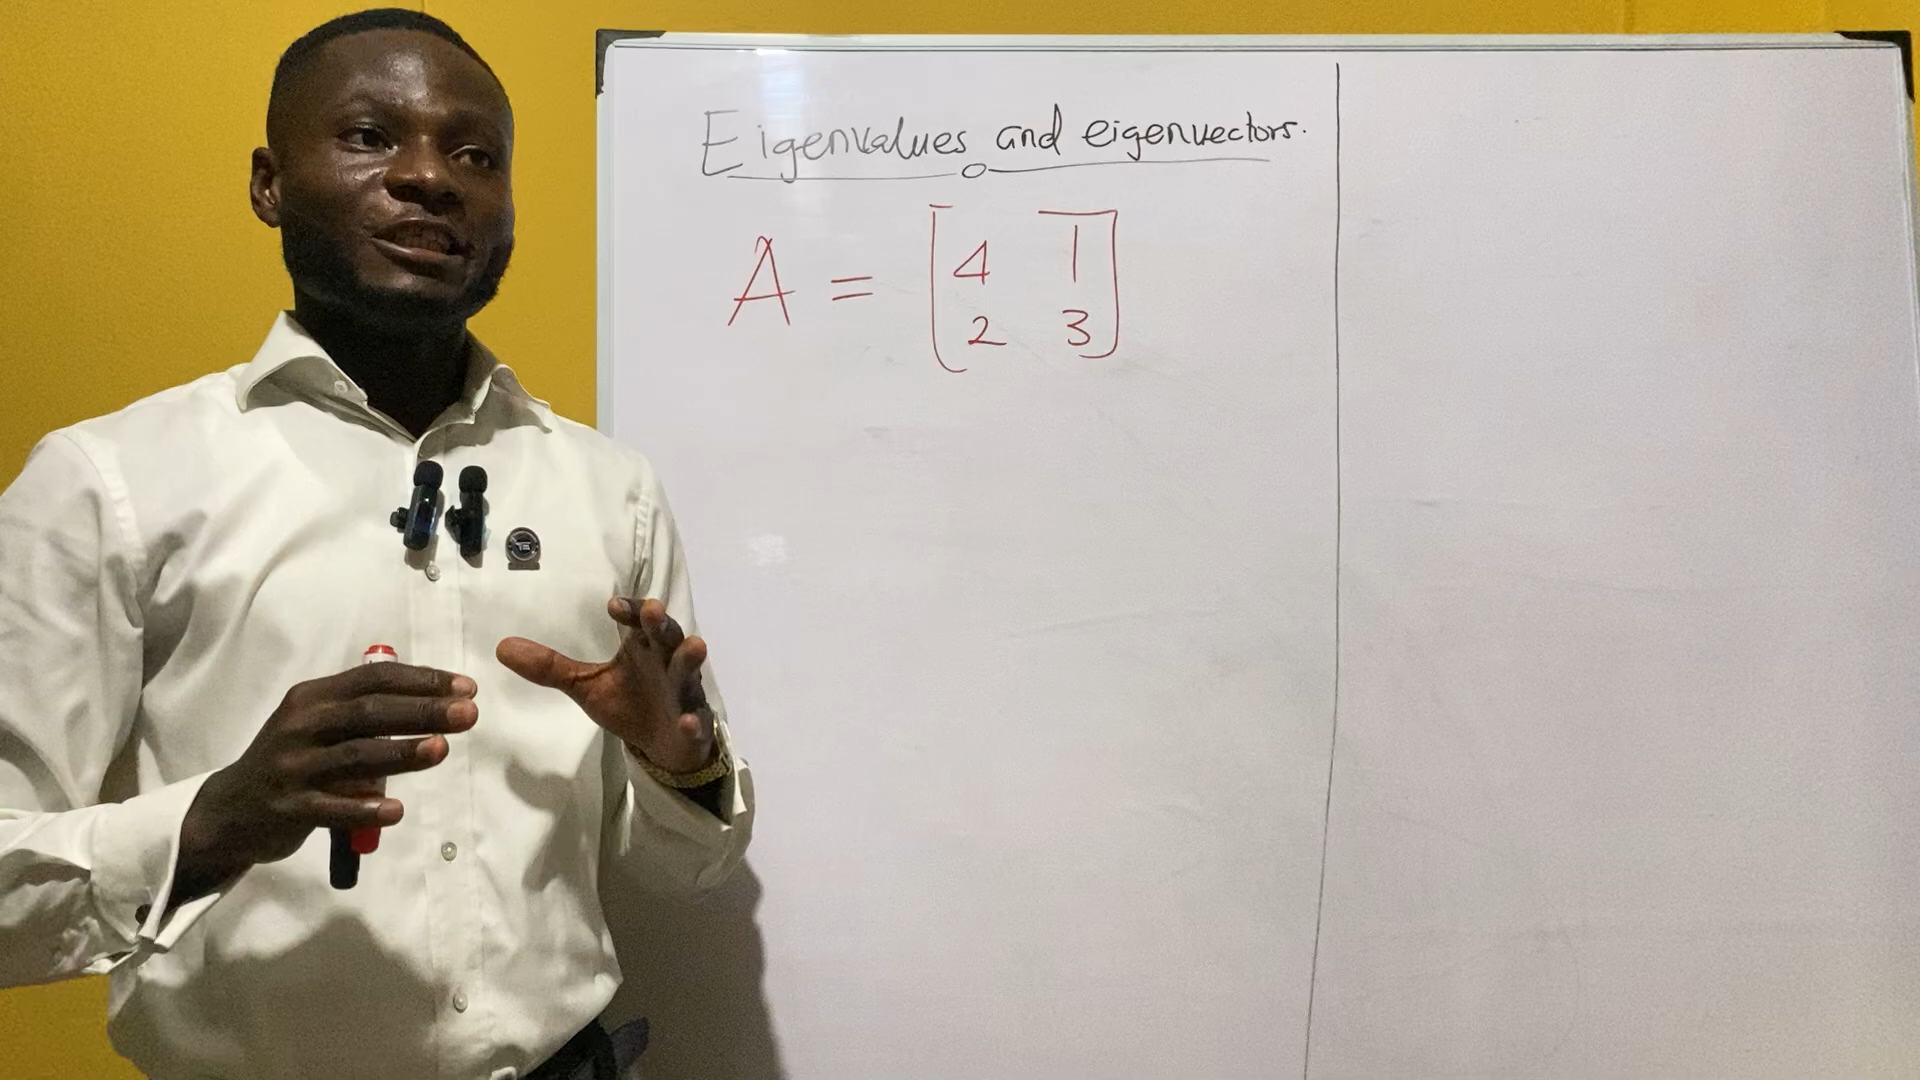 Eigenvalues and eigenvectors.
A = [4 1
2 3]